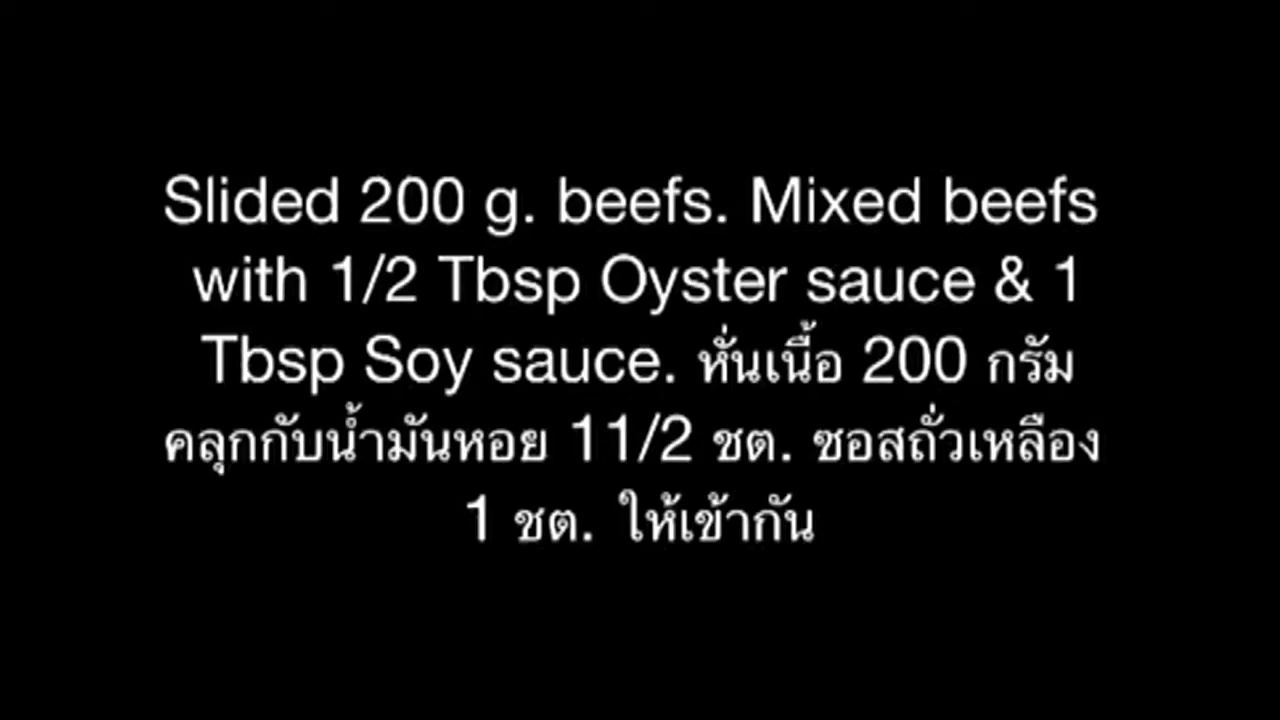 Slided 200 g. beefs. Mixed beefs
with 1/2 Tbsp Oyster sauce & 1
Tbsp Soy sauce. หั่นเนื้อ 200 กรัม
คลุกกับน้ำมันหอย 11/2 ชต. ซอสถั่วเหลือง
1 ชต. ให้เข้ากัน